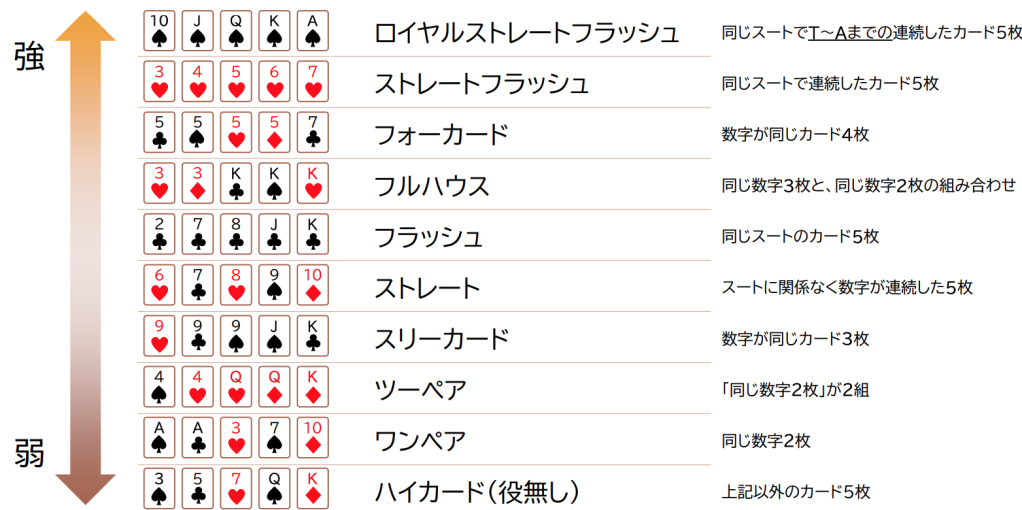 強
10 J Q K A ロイヤルストレートフラッシュ 同じスートでT～Aまでの連続したカード5枚
3 4 5 6 7 ストレートフラッシュ 同じスートで連続したカード5枚
5 5 5 5 7 フォーカード 数字が同じカード4枚
3 3 K K K フルハウス 同じ数字3枚と、同じ数字2枚の組み合わせ
2 7 8 J K フラッシュ 同じスートのカード5枚
6 7 8 9 10 ストレート スートに関係なく数字が連続した5枚
9 9 9 J K スリーカード 数字が同じカード3枚
4 4 Q Q K ツーペア 「同じ数字2枚」が2組
弱
A A 3 7 10 ワンペア 同じ数字2枚
3 5 7 Q K ハイカード(役無し) 上記以外のカード5枚